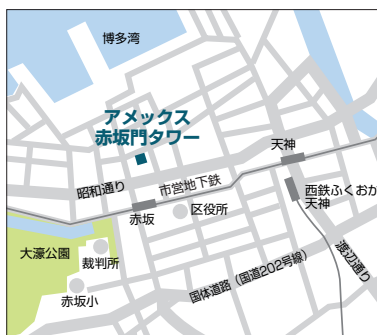 博多湾
アメックス
赤坂門タワー
天神
昭和通り
市営地下鉄
赤坂
区役所
西鉄ふくおか
天神
大濠公園
裁判所
渡辺通り
国体道路（国道202号線）
赤坂小